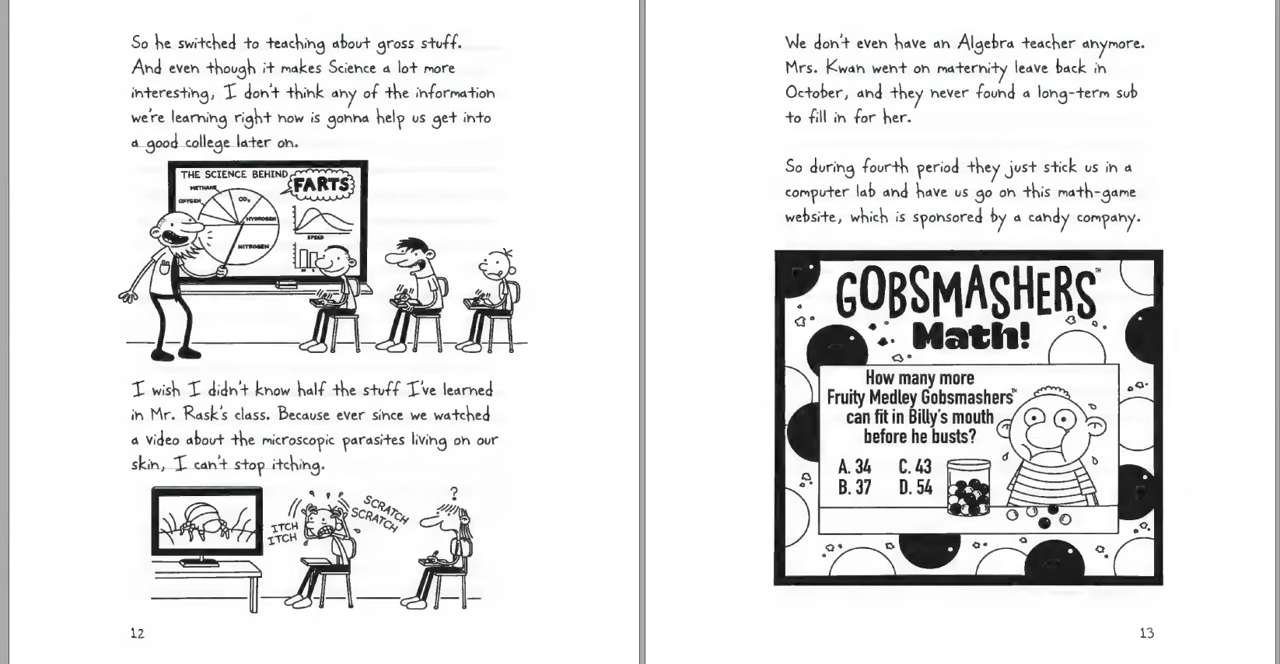 So he switched to teaching about gross stuff.
And even though it makes Science a lot more
interesting, I don't think any of the information
we're learning right now is gonna help us get into
a good college later on.
THE SCIENCE BEHIND
FARTS
METHANE
OXYGEN
CO₂
HYDROGEN
NITROGEN
SPEED
I wish I didn't know half the stuff I've learned
in Mr. Rask's class. Because ever since we watched
a video about the microscopic parasites living on our
skin, I can't stop itching.
ITCH
ITCH
SCRATCH
SCRATCH
?
12
We don't even have an Algebra teacher anymore.
Mrs. Kwan went on maternity leave back in
October, and they never found a long-term sub
to fill in for her.
So during fourth period they just stick us in a
computer lab and have us go on this math-game
website, which is sponsored by a candy company.
GOBSMASHERS™
Math!
How many more
Fruity Medley Gobsmashers™
can fit in Billy's mouth
before he busts?
A. 34 C. 43
B. 37 D. 54
13